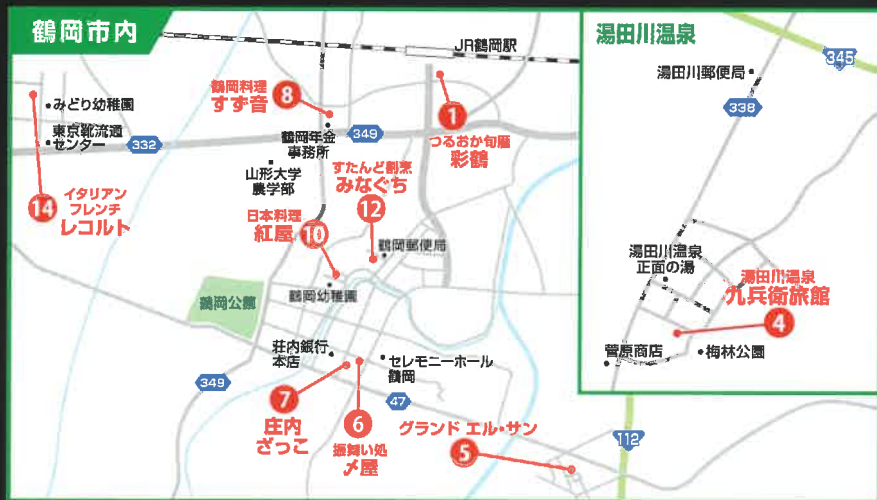 鶴岡市内
JR鶴岡駅
みどり幼稚園
東京靴流通
センター
332
14
イタリアン
フレンチ
レコルト
鶴岡料理
すず音
8
鶴岡年金
事務所
349
山形大学
農学部
1
つるおか旬暦
彩鶴
すたんど割烹
みなぐち
12
日本料理
紅屋
10
鶴岡郵便局
鶴岡幼稚園
鶴岡公園
荘内銀行
本店
セレモニーホール
鶴岡
349
7
庄内
ざっこ
6
振舞い処
〆屋
47
グランド エル・サン
5
112
湯田川温泉
345
湯田川郵便局
338
湯田川温泉
正面の湯
湯田川温泉
九兵衛旅館
4
菅原商店
梅林公園